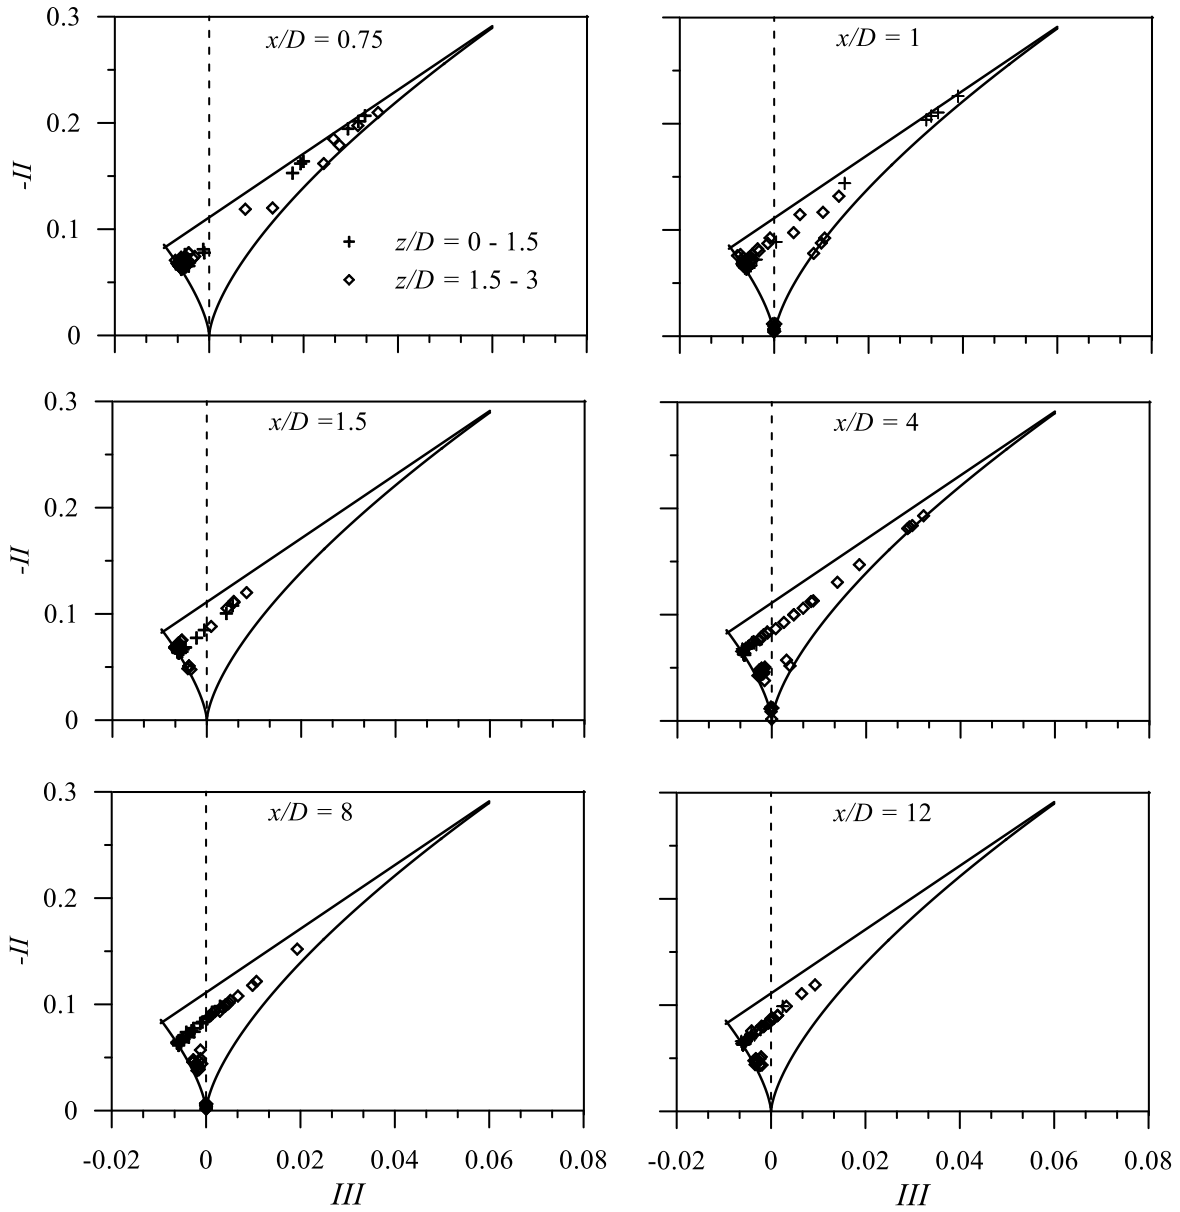 0.3
x/D = 0.75
x/D = 1
0.2
-II
0.1
z/D = 0 - 1.5
z/D = 1.5 - 3
0
0.3
x/D =1.5
x/D = 4
0.2
-II
0.1
0
0.3
x/D = 8
x/D = 12
0.2
-II
0.1
0
-0.02 0 0.02 0.04 0.06 0.08 -0.02 0 0.02 0.04 0.06 0.08
III III